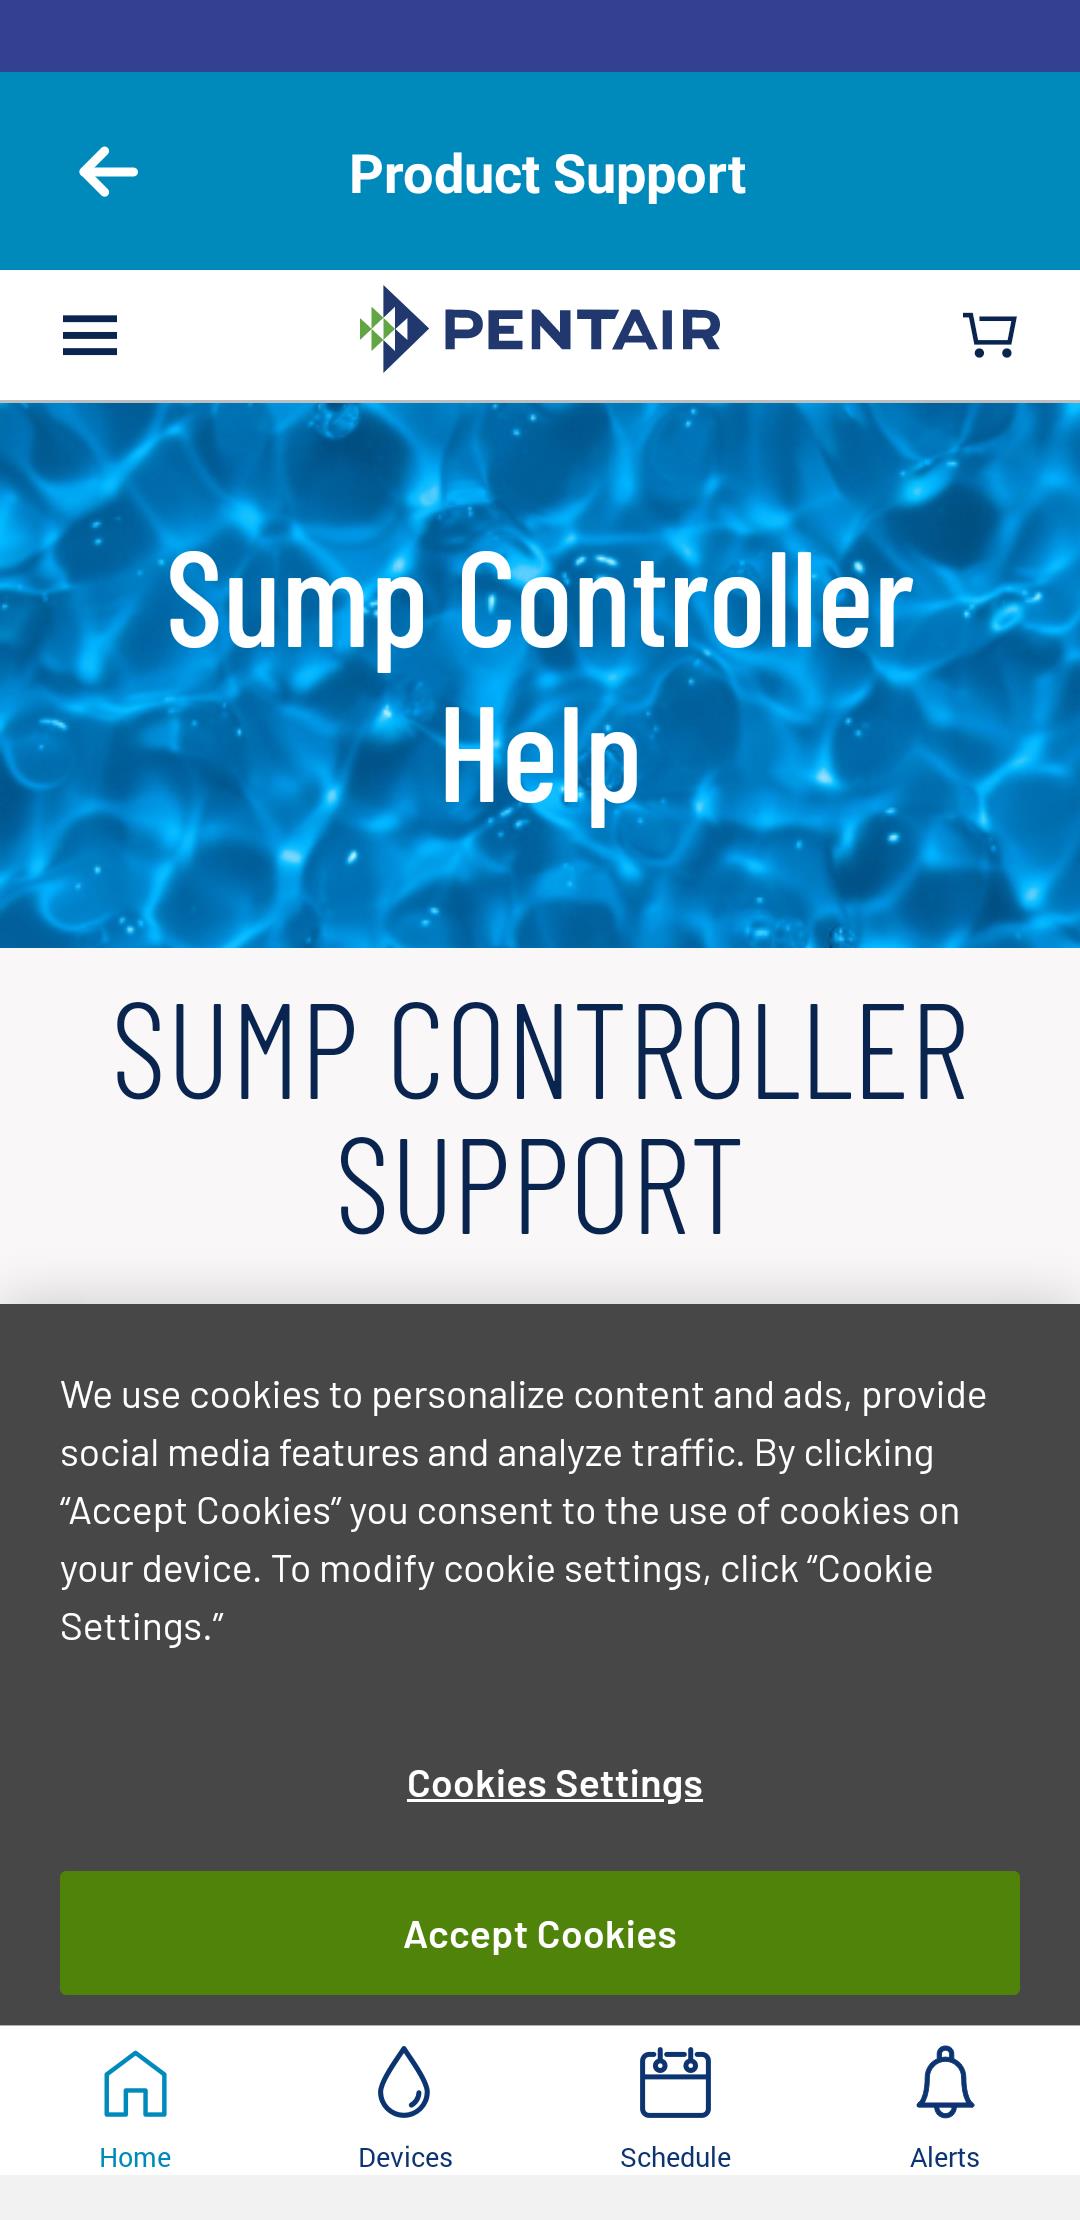 Product Support
PENTAIR
Sump Controller
Help
SUMP CONTROLLER
SUPPORT
We use cookies to personalize content and ads, provide
social media features and analyze traffic. By clicking
“Accept Cookies” you consent to the use of cookies on
your device. To modify cookie settings, click “Cookie
Settings.”
Cookies Settings
Accept Cookies
Home Devices Schedule Alerts